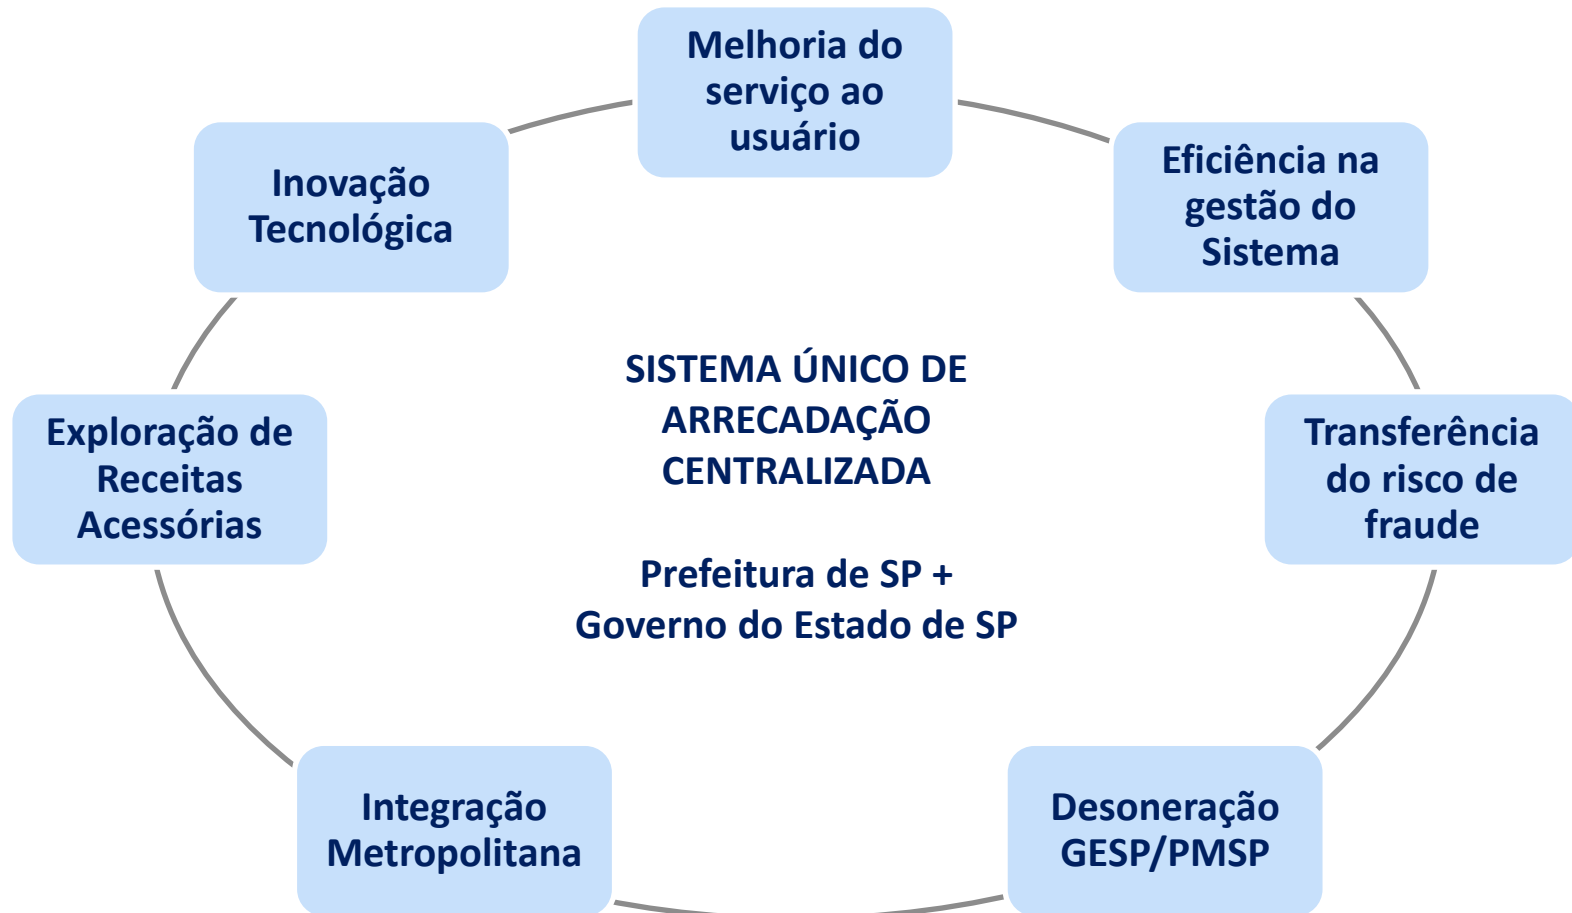 Melhoria do
serviço ao
usuário
Eficiência na
gestão do
Sistema
Transferência
do risco de
fraude
Desoneração
GESP/PMSP
Integração
Metropolitana
Exploração de
Receitas
Acessórias
Inovação
Tecnológica
SISTEMA ÚNICO DE
ARRECADAÇÃO
CENTRALIZADA
Prefeitura de SP +
Governo do Estado de SP